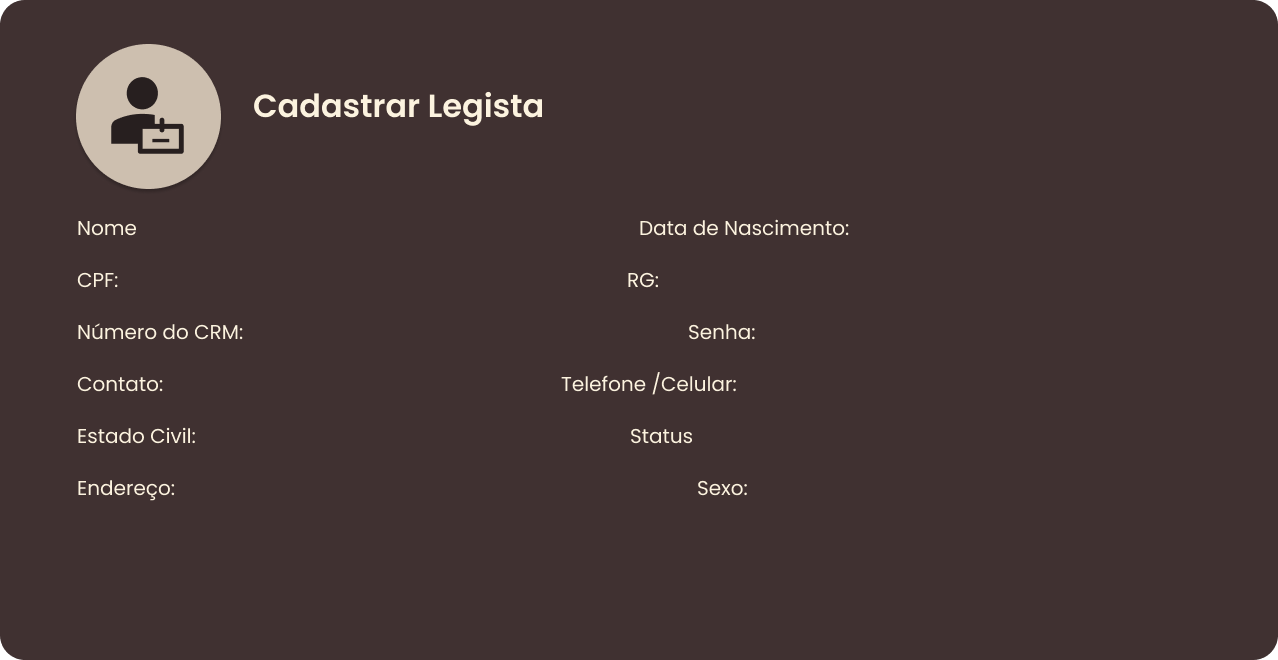 Cadastrar Legista
Nome Data de Nascimento:
CPF: RG:
Número do CRM: Senha:
Contato: Telefone /Celular:
Estado Civil: Status
Endereço: Sexo: